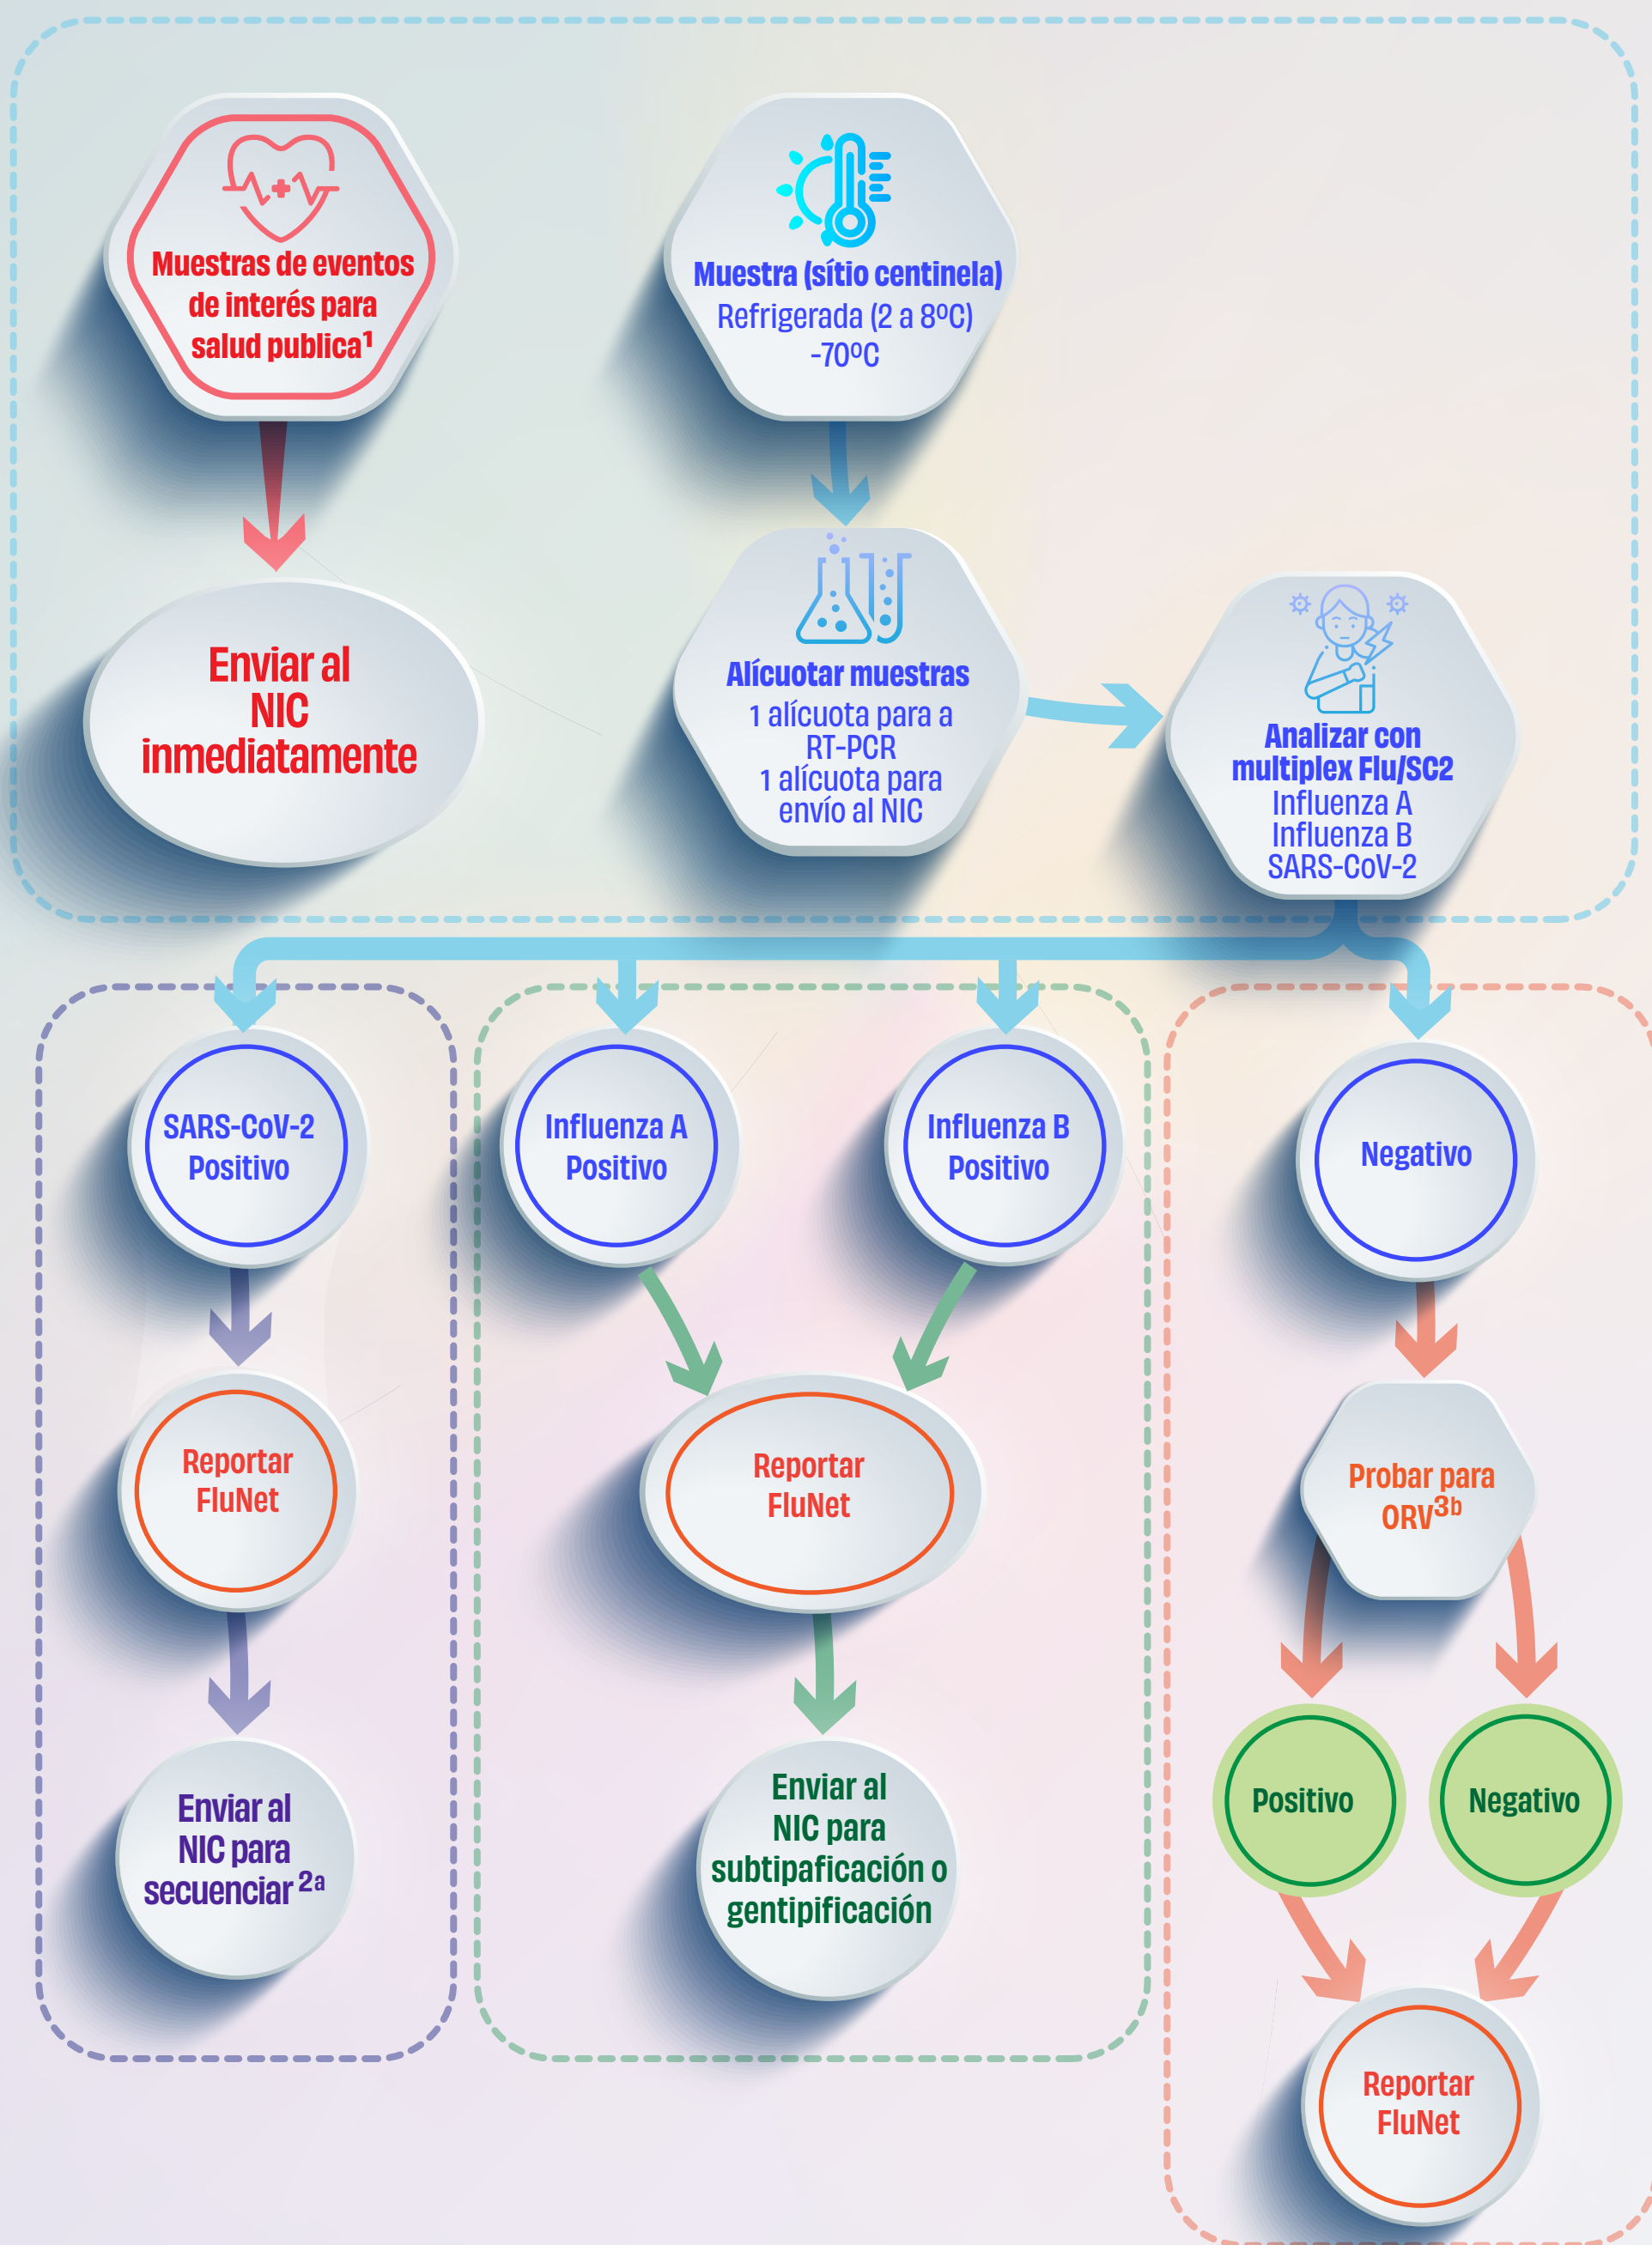 Muestras de eventos
de interés para
salud publica¹
Muestra (sítio centinela)
Refrigerada (2 a 8ºC)
-70ºC
Enviar al
NIC
inmediatamente
Alícuotar muestras
1 alícuota para a
RT-PCR
1 alícuota para
envío al NIC
Analizar con
multiplex Flu/SC2
Influenza A
Influenza B
SARS-CoV-2
SARS-CoV-2
Positivo
Influenza A
Positivo
Influenza B
Positivo
Negativo
Reportar
FluNet
Reportar
FluNet
Probar para
ORV3b
Enviar al
NIC para
secuenciar 2a
Enviar al
NIC para
subtipaficación o
gentipificación
Positivo
Negativo
Reportar
FluNet